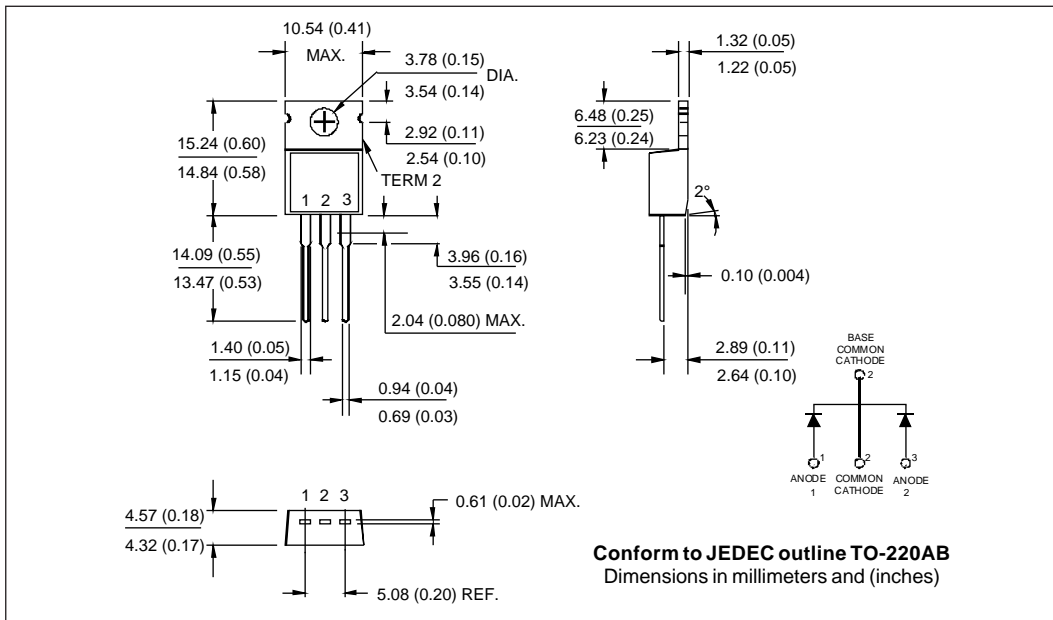 10.54 (0.41)
MAX.
3.78 (0.15)
3.54 (0.14)
DIA.
2.92 (0.11)
2.54 (0.10)
TERM 2
15.24 (0.60)
14.84 (0.58)
1 2 3
14.09 (0.55)
13.47 (0.53)
3.96 (0.16)
3.55 (0.14)
2.04 (0.080) MAX.
1.40 (0.05)
1.15 (0.04)
0.94 (0.04)
0.69 (0.03)
1.32 (0.05)
1.22 (0.05)
6.48 (0.25)
6.23 (0.24)
2°
0.10 (0.004)
2.89 (0.11)
2.64 (0.10)
BASE
COMMON
CATHODE
2
1 2 3
ANODE COMMON ANODE
1 CATHODE 2
1 2 3
4.57 (0.18)
4.32 (0.17)
0.61 (0.02) MAX.
5.08 (0.20) REF.
Conform to JEDEC outline TO-220AB
Dimensions in millimeters and (inches)